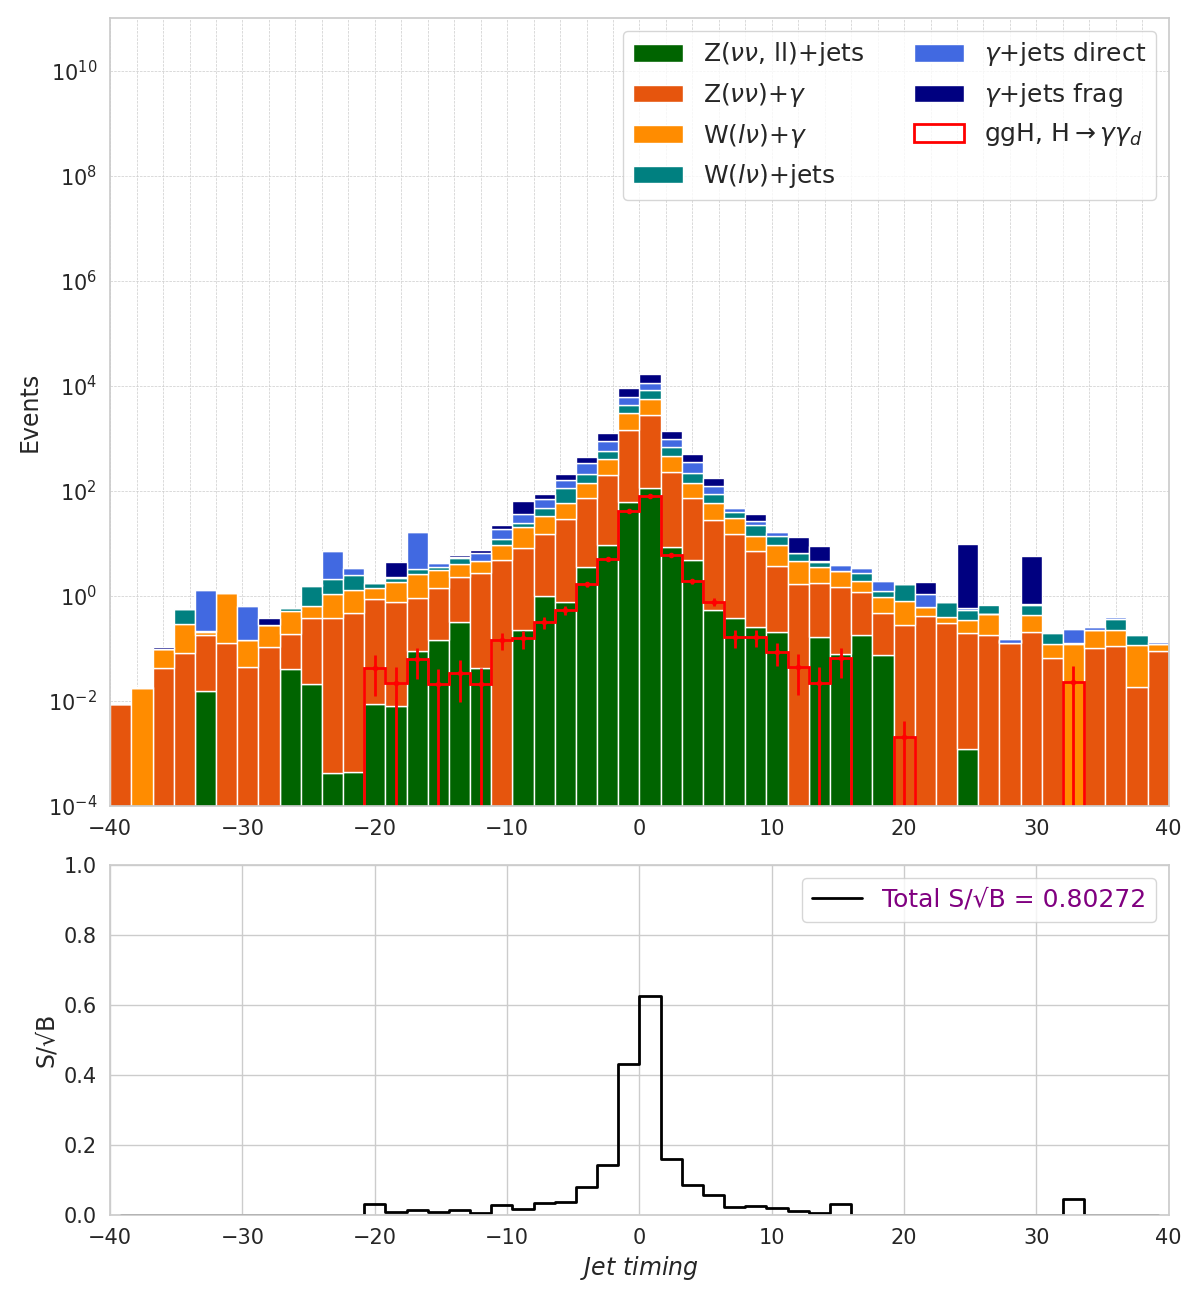 Z(νν, ll)+jets
Z(νν)+γ
W(lν)+γ
W(lν)+jets
γ+jets direct
γ+jets frag
ggH, H→γγ_d
Events
10^10
10^8
10^6
10^4
10^2
10^0
10^−2
10^−4
−40 −30 −20 −10 0 10 20 30 40
Total S/√B = 0.80272
S/√B
1.0
0.8
0.6
0.4
0.2
0.0
−40 −30 −20 −10 0 10 20 30 40
Jet timing